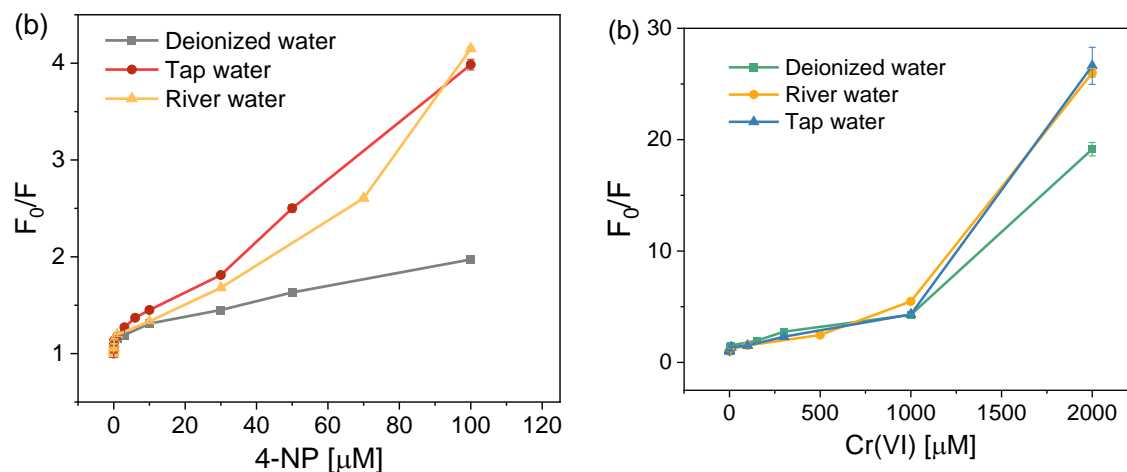 (b)
Deionized water
Tap water
River water
F₀/F
4
3
2
1
0 20 40 60 80 100 120
4-NP [μM]
(b)
Deionized water
River water
Tap water
F₀/F
30
20
10
0
0 500 1000 1500 2000
Cr(VI) [μM]